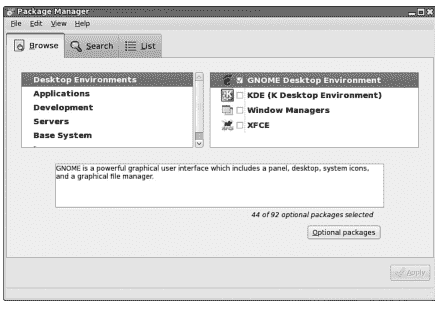 Package Manager
File Edit View Help
Browse Search List
Desktop Environments
Applications
Development
Servers
Base System
GNOME Desktop Environment
KDE (K Desktop Environment)
Window Managers
XFCE
GNOME is a powerful graphical user interface which includes a panel, desktop, system icons,
and a graphical file manager.
44 of 92 optional packages selected
Optional packages
Apply